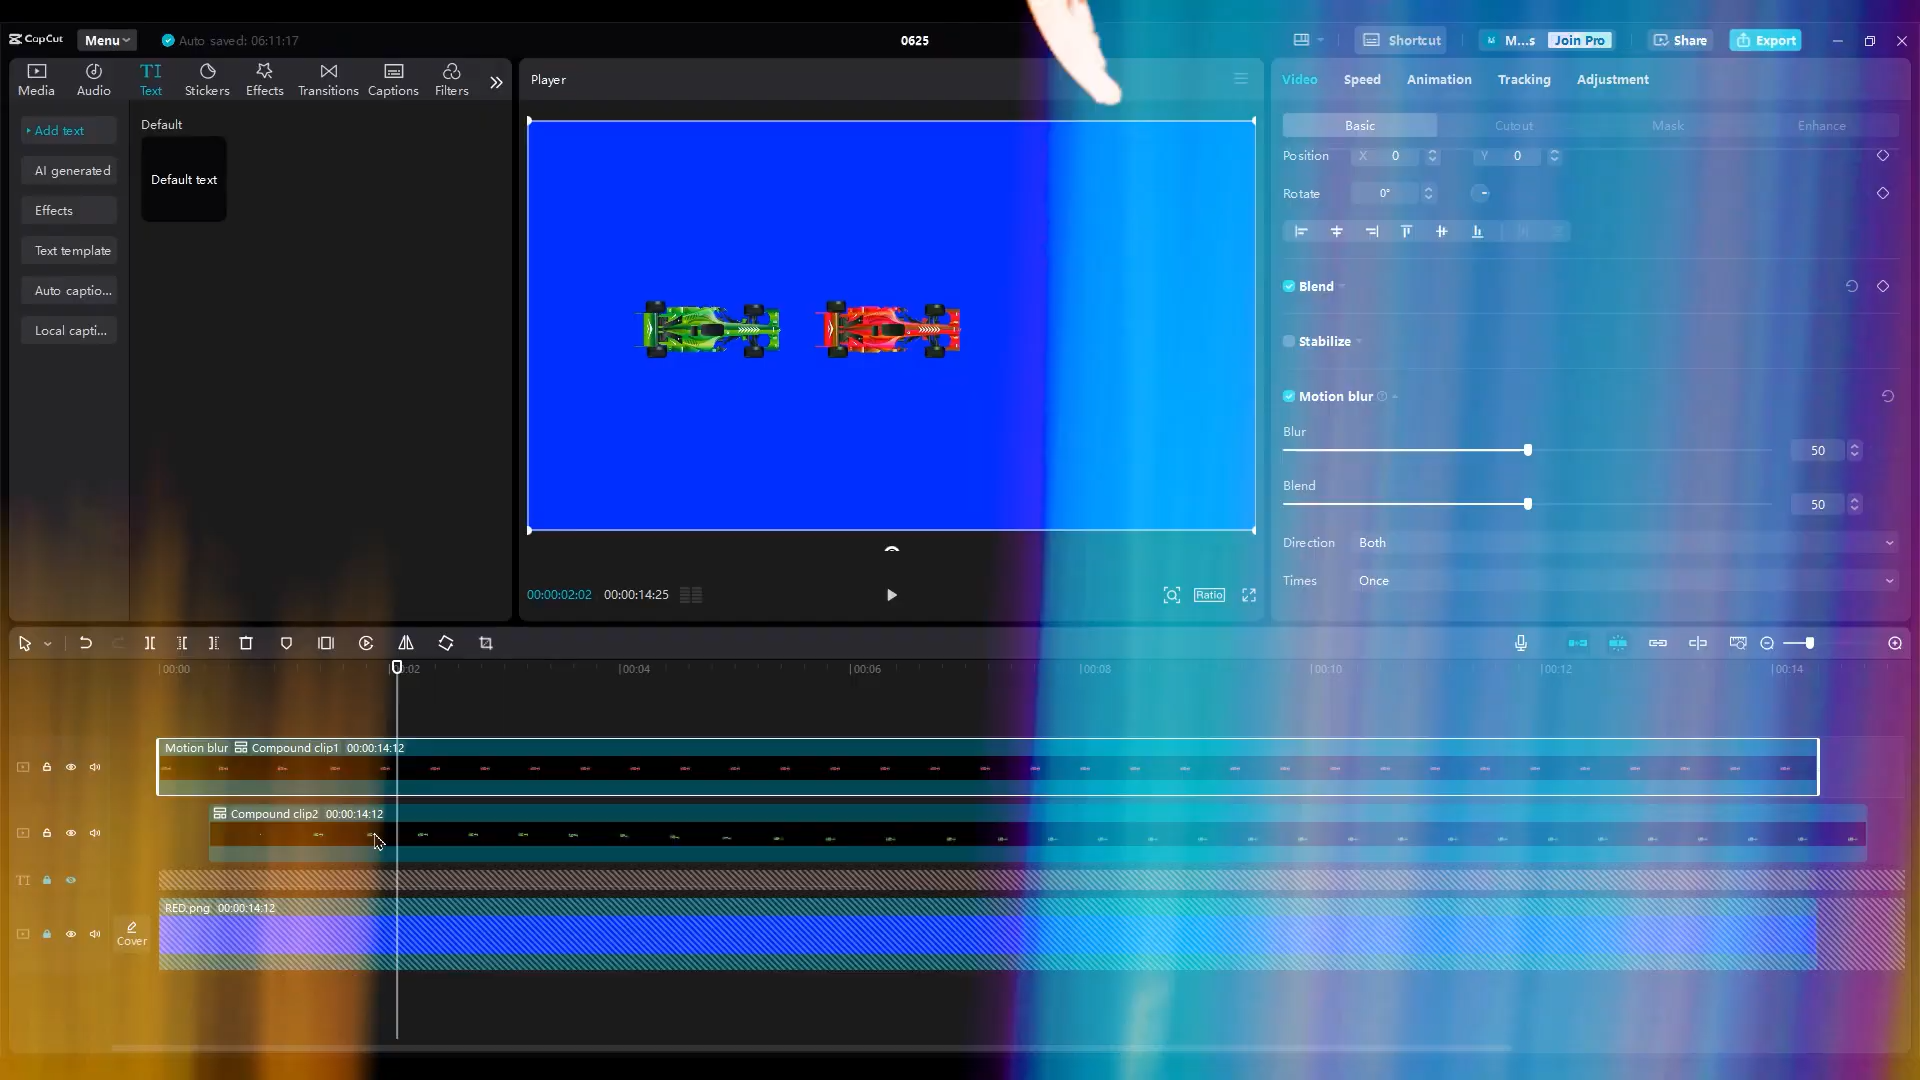 CapCut
Menu
Auto saved: 06:11:17
0625
Shortcut
M...s
Join Pro
Share
Export
Media
Audio
TI
Text
Stickers
Effects
Transitions
Captions
Filters
Player
Video
Speed
Animation
Tracking
Adjustment
Add text
AI generated
Effects
Text template
Auto captio...
Local capti...
Default
Default text
Basic
Cutout
Mask
Enhance
Position
X 0
Y 0
Rotate
0°
Blend
Stabilize
Motion blur
Blur
50
Blend
50
Direction
Both
Times
Once
00:00:02:02
00:00:14:25
Ratio
00:00
00:02
00:04
00:06
00:08
00:10
00:12
00:14
Motion blur
Compound clip1
00:00:14:12
Compound clip2
00:00:14:12
TI
RED.png
00:00:14:12
Cover